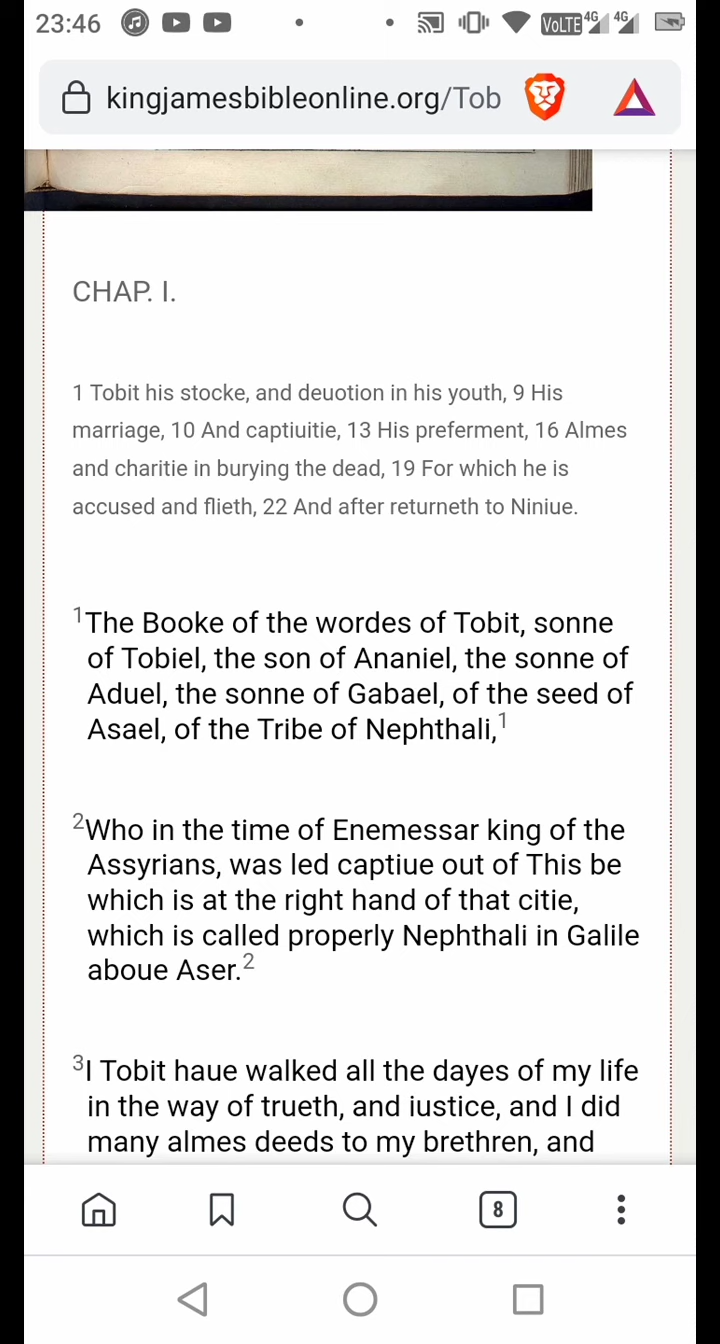 23:46 VoLTE 4G 4G
kingjamesbibleonline.org/Tob
CHAP. I.
1 Tobit his stocke, and deuotion in his youth, 9 His
marriage, 10 And captiuitie, 13 His preferment, 16 Almes
and charitie in burying the dead, 19 For which he is
accused and flieth, 22 And after returneth to Niniue.
1The Booke of the wordes of Tobit, sonne
of Tobiel, the son of Ananiel, the sonne of
Aduel, the sonne of Gabael, of the seed of
Asael, of the Tribe of Nephthali,1
2Who in the time of Enemessar king of the
Assyrians, was led captiue out of This be
which is at the right hand of that citie,
which is called properly Nephthali in Galile
aboue Aser.2
3I Tobit haue walked all the dayes of my life
in the way of trueth, and iustice, and I did
many almes deeds to my brethren, and
8